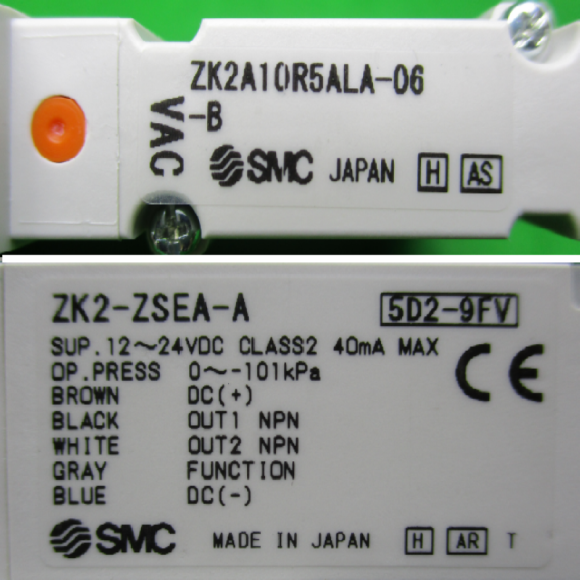 ZK2A10R5ALA-06
-B
VAC
SMC JAPAN H AS
ZK2-ZSEA-A 5D2-9FV
SUP.12～24VDC CLASS2 40mA MAX
OP.PRESS 0～-101kPa
BROWN DC(+)
BLACK OUT1 NPN
WHITE OUT2 NPN
GRAY FUNCTION
BLUE DC(-)
CE
SMC MADE IN JAPAN H AR T